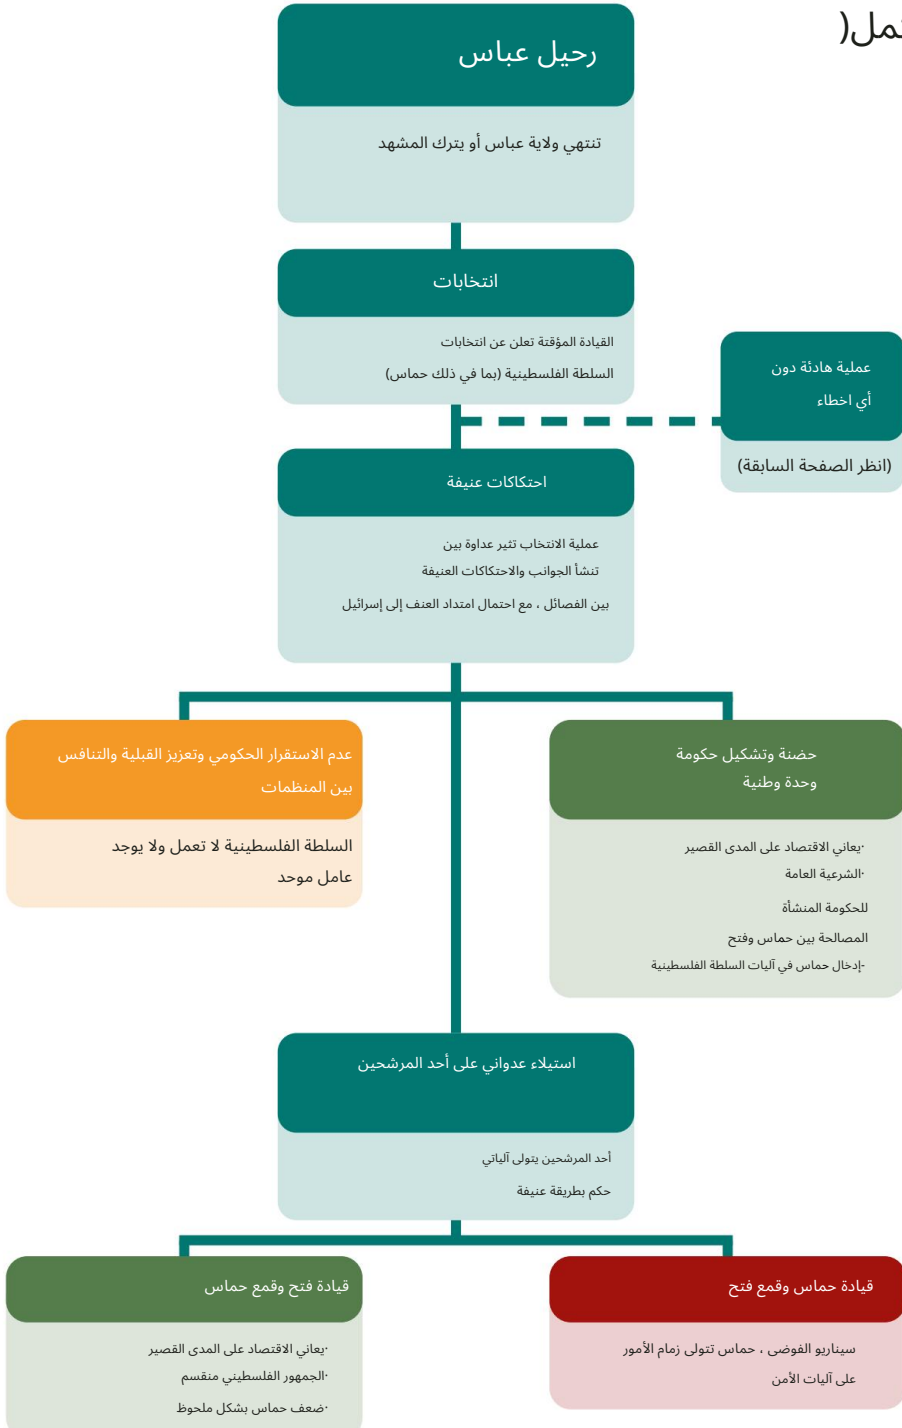 تمل(
رحيل عباس
تنتهي ولاية عباس أو يترك المشهد
انتخابات
القيادة المؤقتة تعلن عن انتخابات
السلطة الفلسطينية (بما في ذلك حماس)
عملية هادئة دون
أي اخطاء
(انظر الصفحة السابقة)
احتكاكات عنيفة
عملية الانتخاب تثير عداوة بين
تنشأ الجوانب والاحتكاكات العنيفة
بين الفصائل ، مع احتمال امتداد العنف إلى إسرائيل
حضنة وتشكيل حكومة
وحدة وطنية
·يعاني الاقتصاد على المدى القصير
·الشرعية العامة
للحكومة المنشأة
المصالحة بين حماس وفتح
-إدخال حماس في آليات السلطة الفلسطينية
عدم الاستقرار الحكومي وتعزيز القبلية والتنافس
بين المنظمات
السلطة الفلسطينية لا تعمل ولا يوجد
عامل موحد
استيلاء عدواني على أحد المرشحين
أحد المرشحين يتولى آلياتي
حكم بطريقة عنيفة
قيادة حماس وقمع فتح
سيناريو الفوضى ، حماس تتولى زمام الأمور
على آليات الأمن
قيادة فتح وقمع حماس
·يعاني الاقتصاد على المدى القصير
·الجمهور الفلسطيني منقسم
·ضعف حماس بشكل ملحوظ